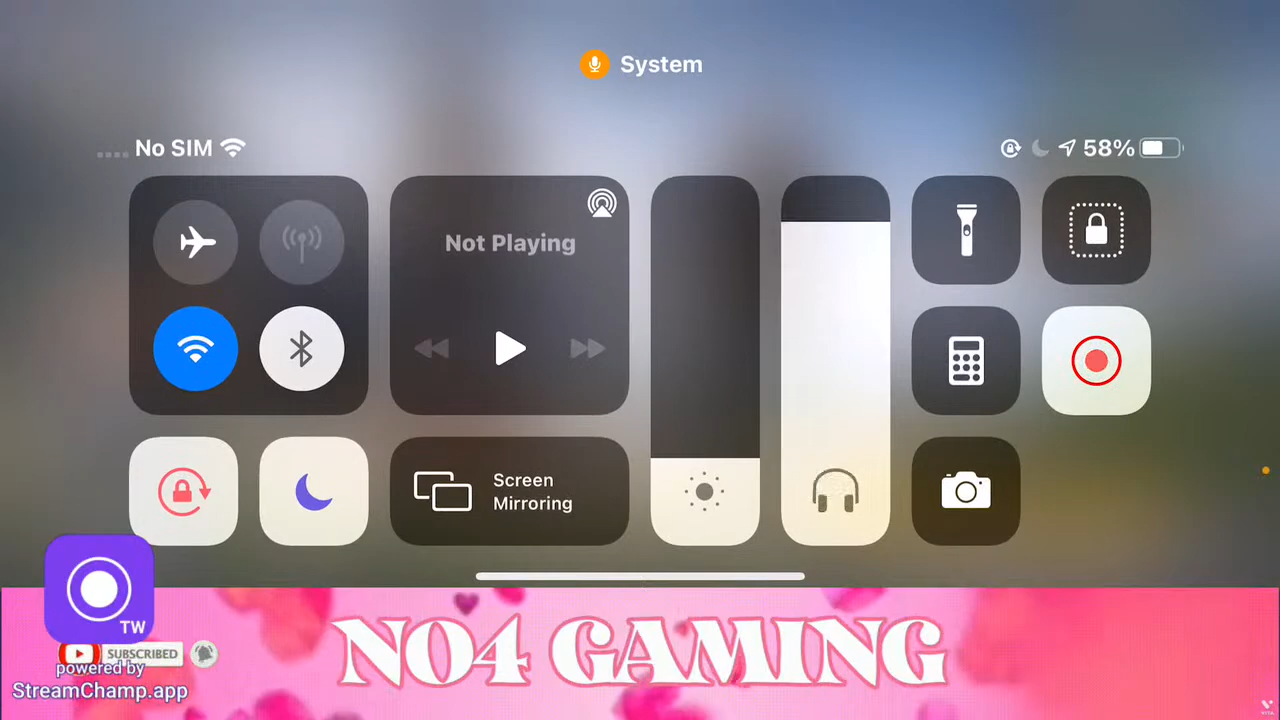 System
No SIM
58%
Not Playing
Screen
Mirroring
TW
SUBSCRIBED
powered by
StreamChamp.app
NO4 GAMING